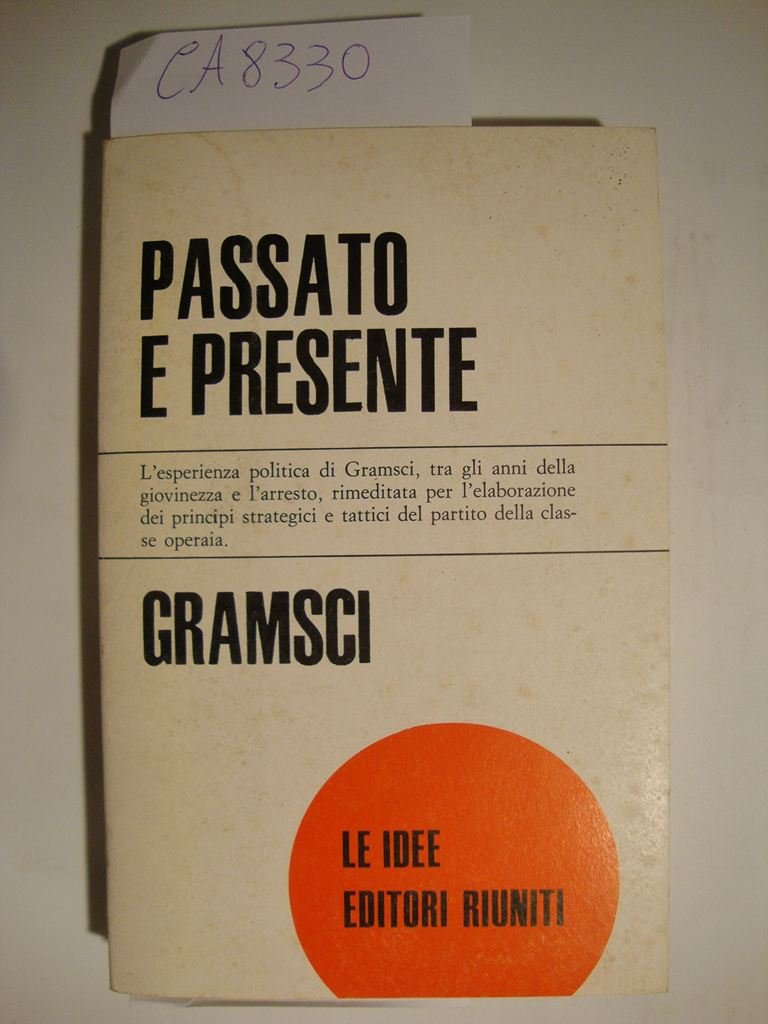 CA8330
PASSATO
E PRESENTE
L'esperienza politica di Gramsci, tra gli anni della
giovinezza e l'arresto, rimeditata per l'elaborazione
dei principi strategici e tattici del partito della clas-
se operaia.
GRAMSCI
LE IDEE
EDITORI RIUNITI